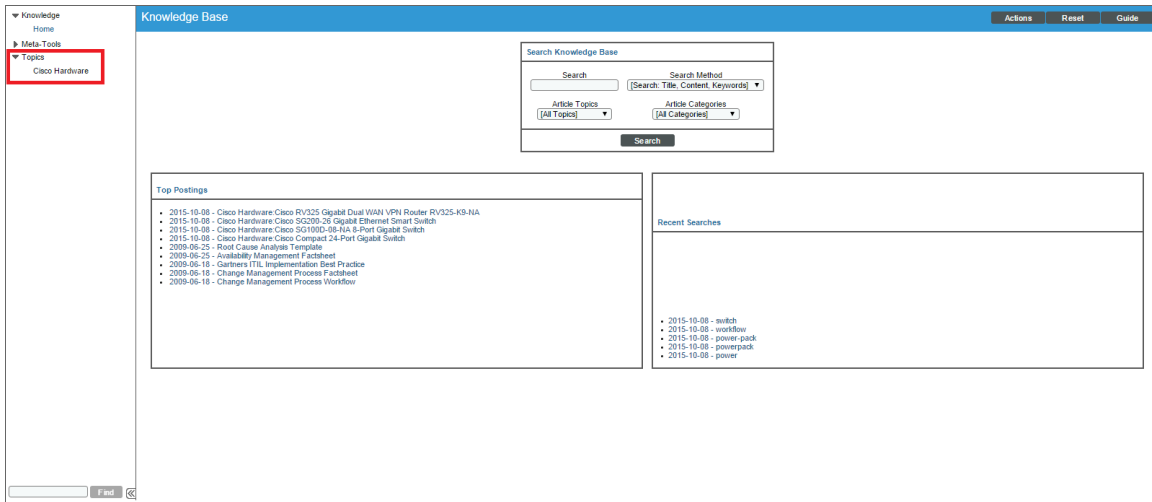 Knowledge
Home
Meta-Tools
Topics
Cisco Hardware
Find
Knowledge Base
Actions
Reset
Guide
Search Knowledge Base
Search
Search Method
[Search: Title, Content, Keywords]
Article Topics
Article Categories
[All Topics]
[All Categories]
Search
Top Postings
2015-10-08 - Cisco Hardware:Cisco RV325 Gigabit Dual WAN VPN Router RV325-K9-NA
2015-10-08 - Cisco Hardware:Cisco SG200-26 Gigabit Ethernet Smart Switch
2015-10-08 - Cisco Hardware:Cisco SG100D-08-NA 8-Port Gigabit Switch
2015-10-08 - Cisco Hardware:Cisco Compact 24-Port Gigabit Switch
2009-06-25 - Root Cause Analysis Template
2009-06-25 - Availability Management Factsheet
2009-06-18 - Gartners ITIL Implementation Best Practice
2009-06-18 - Change Management Process Factsheet
2009-06-18 - Change Management Process Workflow
Recent Searches
2015-10-08 - switch
2015-10-08 - workflow
2015-10-08 - power-pack
2015-10-08 - powerpack
2015-10-08 - power